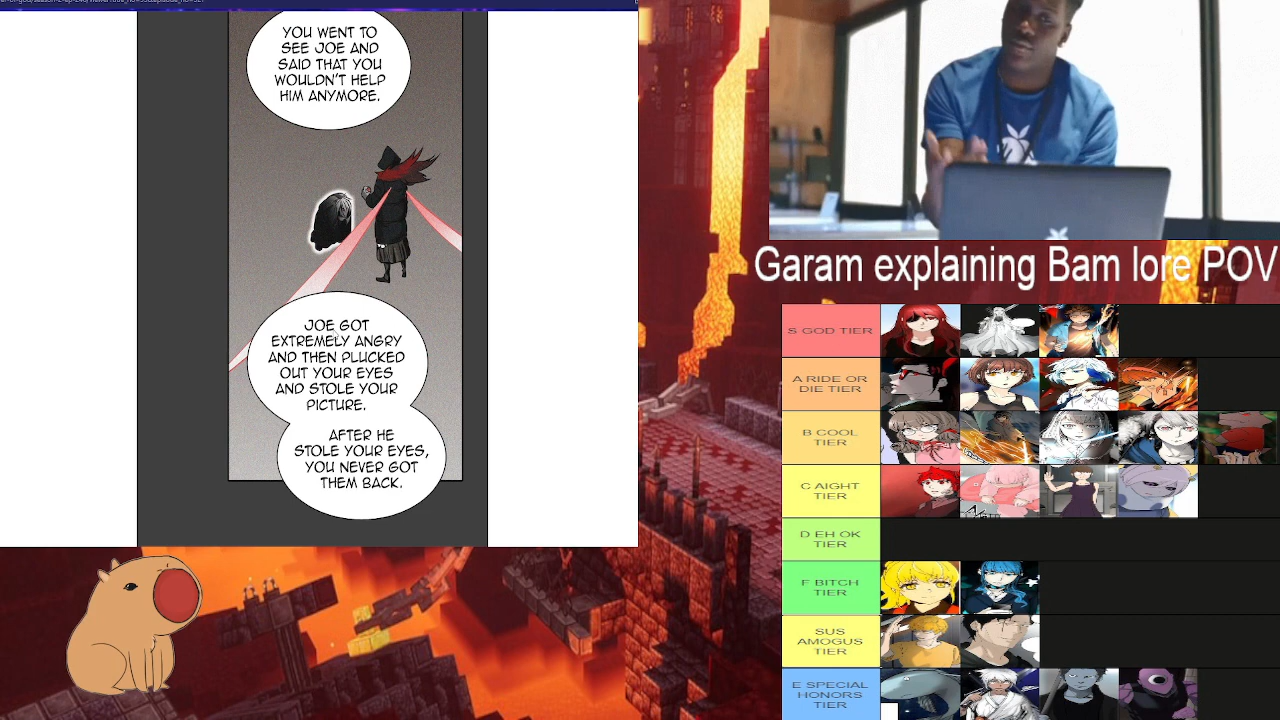 YOU WENT TO
SEE JOE AND
SAID THAT YOU
WOULDN'T HELP
HIM ANYMORE.
JOE GOT
EXTREMELY ANGRY
AND THEN PLUCKED
OUT YOUR EYES
AND STOLE YOUR
PICTURE.
AFTER HE
STOLE YOUR EYES,
YOU NEVER GOT
THEM BACK.
Garam explaining Bam lore POV
S GOD TIER
A RIDE OR
DIE TIER
B COOL
TIER
C AIGHT
TIER
D EH OK
TIER
F BITCH
TIER
SUS
AMOGUS
TIER
E SPECIAL
HONORS
TIER